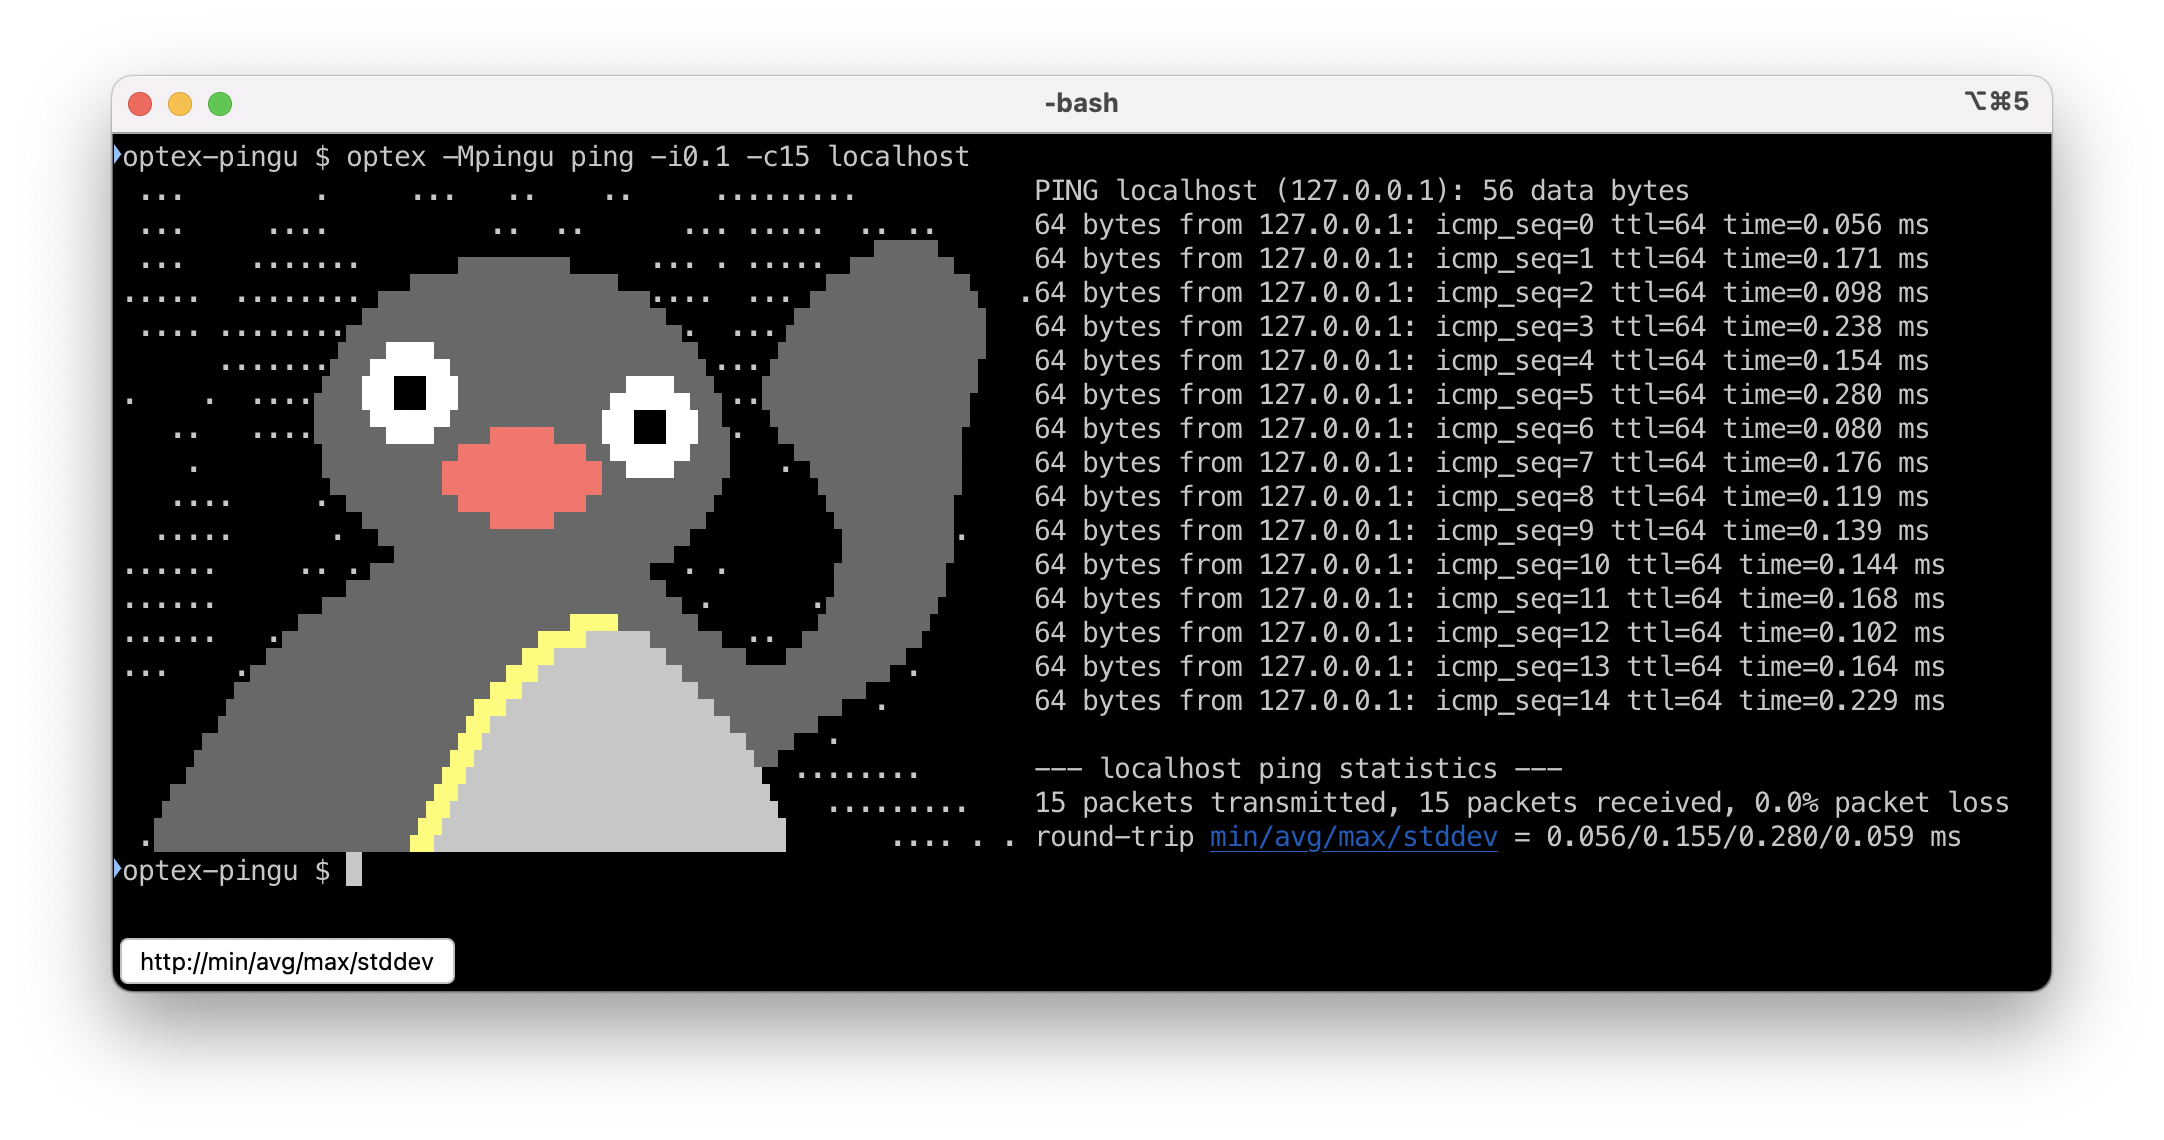 -bash
⌥⌘5
optex-pingu $ optex -Mpingu ping -i0.1 -c15 localhost
PING localhost (127.0.0.1): 56 data bytes
64 bytes from 127.0.0.1: icmp_seq=0 ttl=64 time=0.056 ms
64 bytes from 127.0.0.1: icmp_seq=1 ttl=64 time=0.171 ms
64 bytes from 127.0.0.1: icmp_seq=2 ttl=64 time=0.098 ms
64 bytes from 127.0.0.1: icmp_seq=3 ttl=64 time=0.238 ms
64 bytes from 127.0.0.1: icmp_seq=4 ttl=64 time=0.154 ms
64 bytes from 127.0.0.1: icmp_seq=5 ttl=64 time=0.280 ms
64 bytes from 127.0.0.1: icmp_seq=6 ttl=64 time=0.080 ms
64 bytes from 127.0.0.1: icmp_seq=7 ttl=64 time=0.176 ms
64 bytes from 127.0.0.1: icmp_seq=8 ttl=64 time=0.119 ms
64 bytes from 127.0.0.1: icmp_seq=9 ttl=64 time=0.139 ms
64 bytes from 127.0.0.1: icmp_seq=10 ttl=64 time=0.144 ms
64 bytes from 127.0.0.1: icmp_seq=11 ttl=64 time=0.168 ms
64 bytes from 127.0.0.1: icmp_seq=12 ttl=64 time=0.102 ms
64 bytes from 127.0.0.1: icmp_seq=13 ttl=64 time=0.164 ms
64 bytes from 127.0.0.1: icmp_seq=14 ttl=64 time=0.229 ms
--- localhost ping statistics ---
15 packets transmitted, 15 packets received, 0.0% packet loss
round-trip min/avg/max/stddev = 0.056/0.155/0.280/0.059 ms
optex-pingu $
http://min/avg/max/stddev